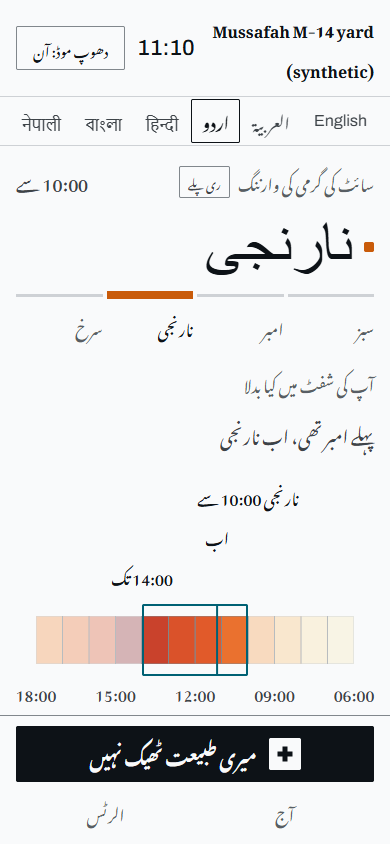 Mussafah M-14 yard (synthetic)
11:10
دھوپ موڈ: آن
English
العربية
اردو
हिन्दी
বাংলা
नेपाली
سائٹ کی گرمی کی وارننگ
ری پلے
10:00 سے
نارنجی
سبز
امبر
نارنجی
سرخ
آپ کی شفٹ میں کیا بدلا
پہلے امبر تھی، اب نارنجی
نارنجی 10:00 سے
اب
14:00 تک
06:00
09:00
12:00
15:00
18:00
میری طبیعت ٹھیک نہیں
آج
الرٹس